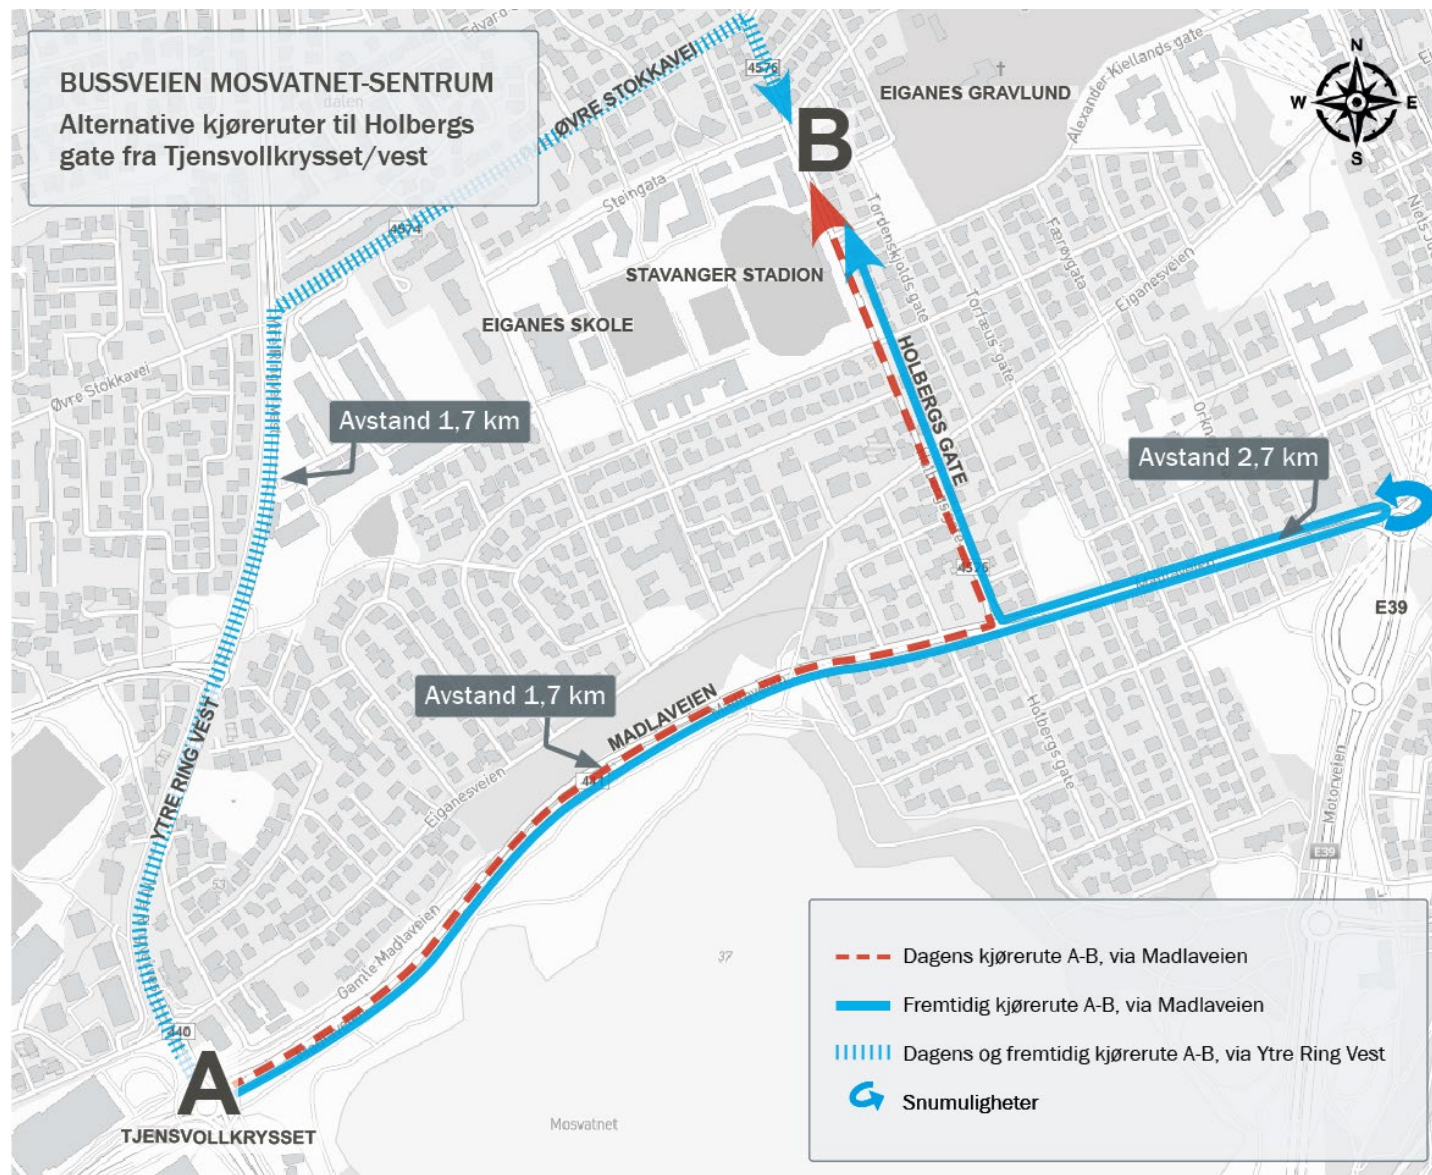 BUSSVEIEN MOSVATNET-SENTRUM
Alternative kjøreruter til Holbergs
gate fra Tjensvollkrysset/vest
dalen
ØVRE STOKKAVEI
4576
EIGANES GRAVLUND
Alexander Kiellands gate
N
W
E
S
B
Steingata
4574
Tordenskjolds gate
Færøygata
STAVANGER STADION
Eiganesveien
EIGANES SKOLE
Torfæus' gate
Øvre Stokkavei
HOLBERGS GATE
Avstand 1,7 km
Avstand 2,7 km
4576
Madlaveien
E39
Avstand 1,7 km
MADLAVEIEN
YTRE RING VEST
441
Holbergs gate
Eiganesveien
Motorveien
E39
53
Gamle Madlaveien
37
440
A
TJENSVOLLKRYSSET
Mosvatnet
Dagens kjørerute A-B, via Madlaveien
Fremtidig kjørerute A-B, via Madlaveien
Dagens og fremtidig kjørerute A-B, via Ytre Ring Vest
Snumuligheter